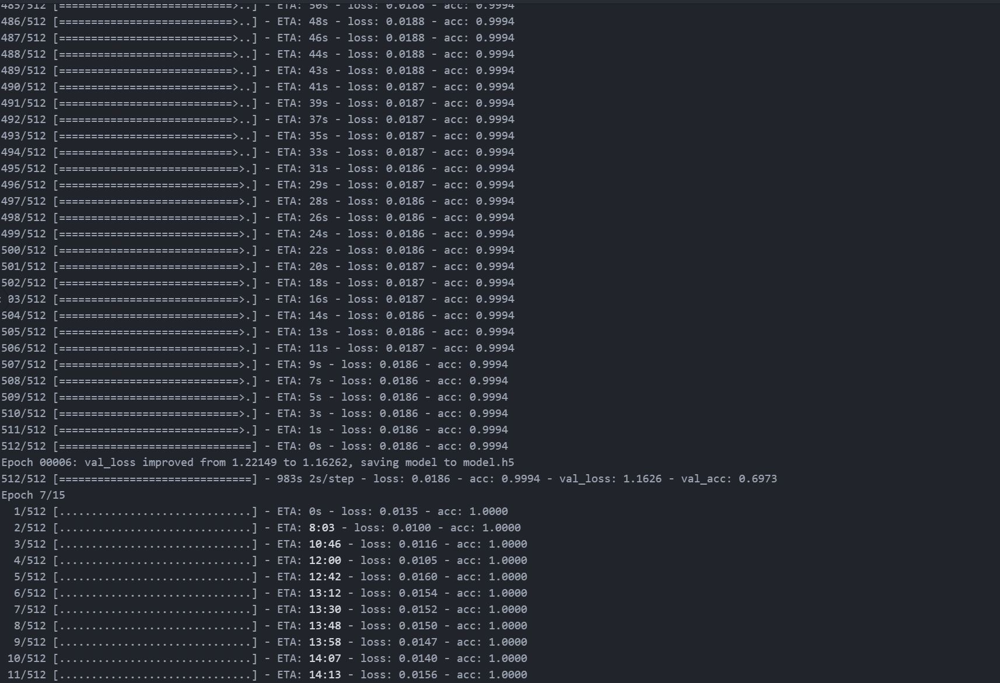 485/512 [===========================>..] - ETA: 50s - loss: 0.0188 - acc: 0.9994
486/512 [===========================>..] - ETA: 48s - loss: 0.0188 - acc: 0.9994
487/512 [===========================>..] - ETA: 46s - loss: 0.0188 - acc: 0.9994
488/512 [===========================>..] - ETA: 44s - loss: 0.0188 - acc: 0.9994
489/512 [===========================>..] - ETA: 43s - loss: 0.0188 - acc: 0.9994
490/512 [===========================>..] - ETA: 41s - loss: 0.0187 - acc: 0.9994
491/512 [===========================>..] - ETA: 39s - loss: 0.0187 - acc: 0.9994
492/512 [===========================>..] - ETA: 37s - loss: 0.0187 - acc: 0.9994
493/512 [===========================>..] - ETA: 35s - loss: 0.0187 - acc: 0.9994
494/512 [===========================>..] - ETA: 33s - loss: 0.0187 - acc: 0.9994
495/512 [============================>.] - ETA: 31s - loss: 0.0186 - acc: 0.9994
496/512 [============================>.] - ETA: 29s - loss: 0.0187 - acc: 0.9994
497/512 [============================>.] - ETA: 28s - loss: 0.0186 - acc: 0.9994
498/512 [============================>.] - ETA: 26s - loss: 0.0186 - acc: 0.9994
499/512 [============================>.] - ETA: 24s - loss: 0.0186 - acc: 0.9994
500/512 [============================>.] - ETA: 22s - loss: 0.0186 - acc: 0.9994
501/512 [============================>.] - ETA: 20s - loss: 0.0187 - acc: 0.9994
502/512 [============================>.] - ETA: 18s - loss: 0.0187 - acc: 0.9994
03/512 [============================>.] - ETA: 16s - loss: 0.0187 - acc: 0.9994
504/512 [============================>.] - ETA: 14s - loss: 0.0186 - acc: 0.9994
505/512 [============================>.] - ETA: 13s - loss: 0.0186 - acc: 0.9994
506/512 [============================>.] - ETA: 11s - loss: 0.0187 - acc: 0.9994
507/512 [============================>.] - ETA: 9s - loss: 0.0186 - acc: 0.9994
508/512 [============================>.] - ETA: 7s - loss: 0.0186 - acc: 0.9994
509/512 [============================>.] - ETA: 5s - loss: 0.0186 - acc: 0.9994
510/512 [============================>.] - ETA: 3s - loss: 0.0186 - acc: 0.9994
511/512 [============================>.] - ETA: 1s - loss: 0.0186 - acc: 0.9994
512/512 [==============================] - ETA: 0s - loss: 0.0186 - acc: 0.9994
Epoch 00006: val_loss improved from 1.22149 to 1.16262, saving model to model.h5
512/512 [==============================] - 983s 2s/step - loss: 0.0186 - acc: 0.9994 - val_loss: 1.1626 - val_acc: 0.6973
Epoch 7/15
1/512 [..............................] - ETA: 0s - loss: 0.0135 - acc: 1.0000
2/512 [..............................] - ETA: 8:03 - loss: 0.0100 - acc: 1.0000
3/512 [..............................] - ETA: 10:46 - loss: 0.0116 - acc: 1.0000
4/512 [..............................] - ETA: 12:00 - loss: 0.0105 - acc: 1.0000
5/512 [..............................] - ETA: 12:42 - loss: 0.0160 - acc: 1.0000
6/512 [..............................] - ETA: 13:12 - loss: 0.0154 - acc: 1.0000
7/512 [..............................] - ETA: 13:30 - loss: 0.0152 - acc: 1.0000
8/512 [..............................] - ETA: 13:48 - loss: 0.0150 - acc: 1.0000
9/512 [..............................] - ETA: 13:58 - loss: 0.0147 - acc: 1.0000
10/512 [..............................] - ETA: 14:07 - loss: 0.0140 - acc: 1.0000
11/512 [..............................] - ETA: 14:13 - loss: 0.0156 - acc: 1.0000